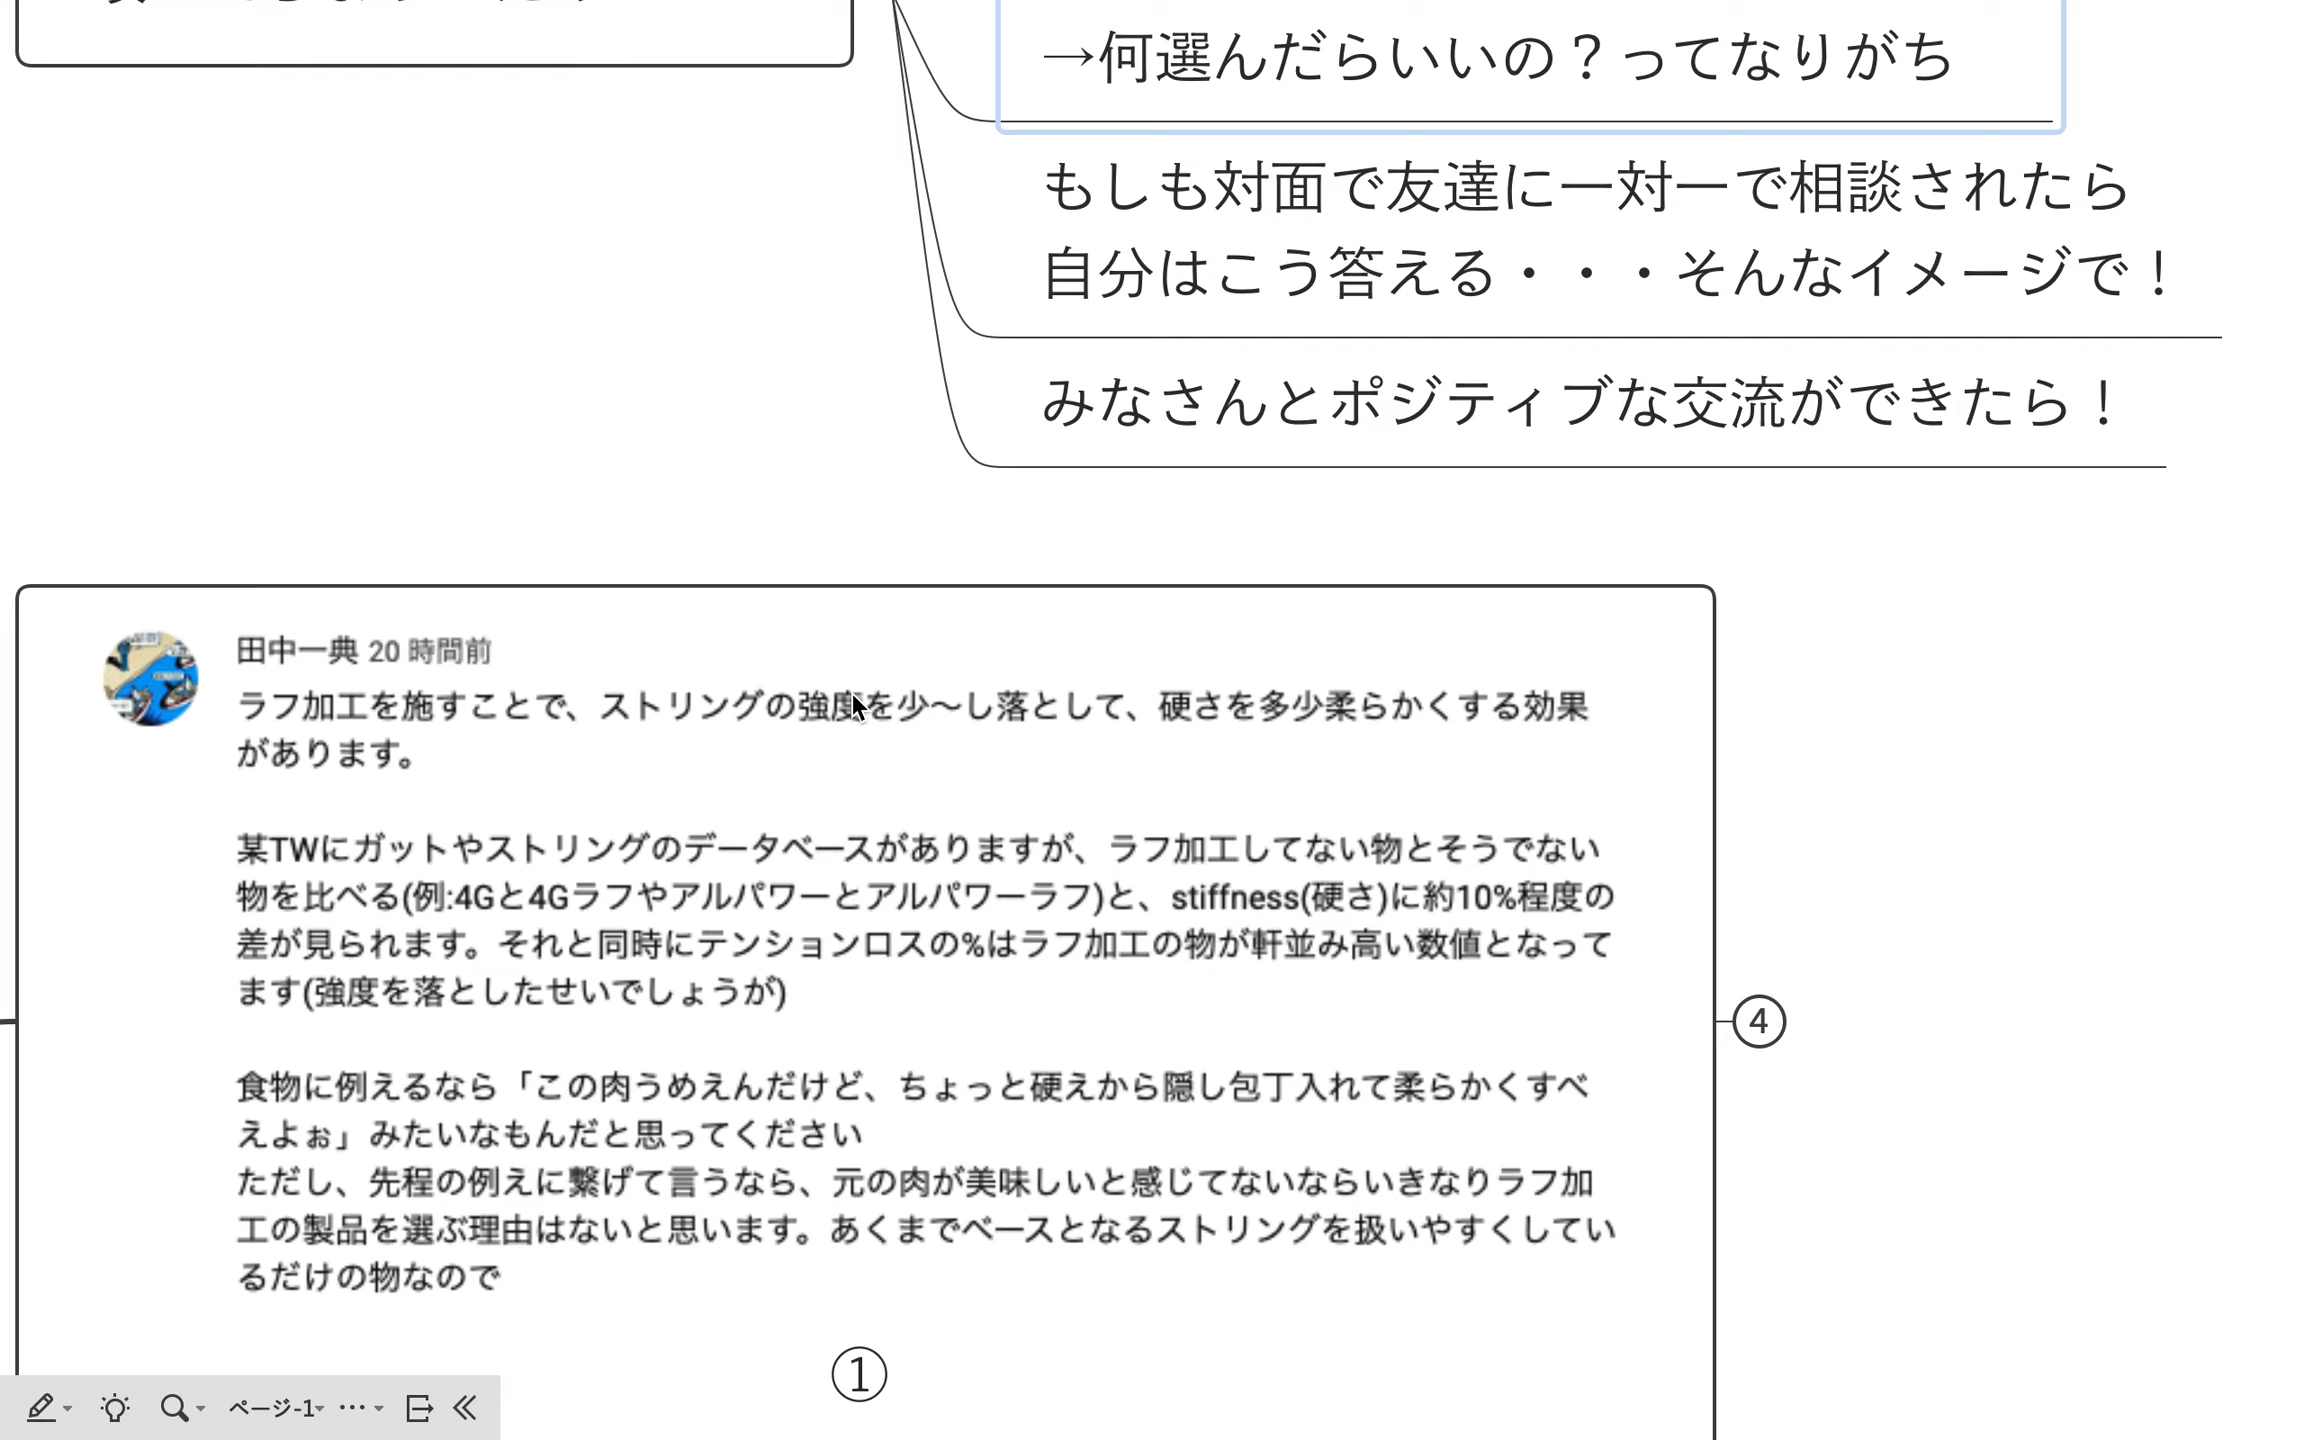 →何選んだらいいの？ってなりがち
もしも対面で友達に一対一で相談されたら
自分はこう答える・・・そんなイメージで！
みなさんとポジティブな交流ができたら！
田中一典 20 時間前
ラフ加工を施すことで、ストリングの強度を少〜し落として、硬さを多少柔らかくする効果
があります。
某TWにガットやストリングのデータベースがありますが、ラフ加工してない物とそうでない
物を比べる(例:4Gと4Gラフやアルパワーとアルパワーラフ)と、stiffness(硬さ)に約10%程度の
差が見られます。それと同時にテンションロスの%はラフ加工の物が軒並み高い数値となって
ます(強度を落としたせいでしょうが)
食物に例えるなら「この肉うめえんだけど、ちょっと硬えから隠し包丁入れて柔らかくすべ
えよぉ」みたいなもんだと思ってください
ただし、先程の例えに繋げて言うなら、元の肉が美味しいと感じてないならいきなりラフ加
工の製品を選ぶ理由はないと思います。あくまでベースとなるストリングを扱いやすくしてい
るだけの物なので
④
①
ページ-1